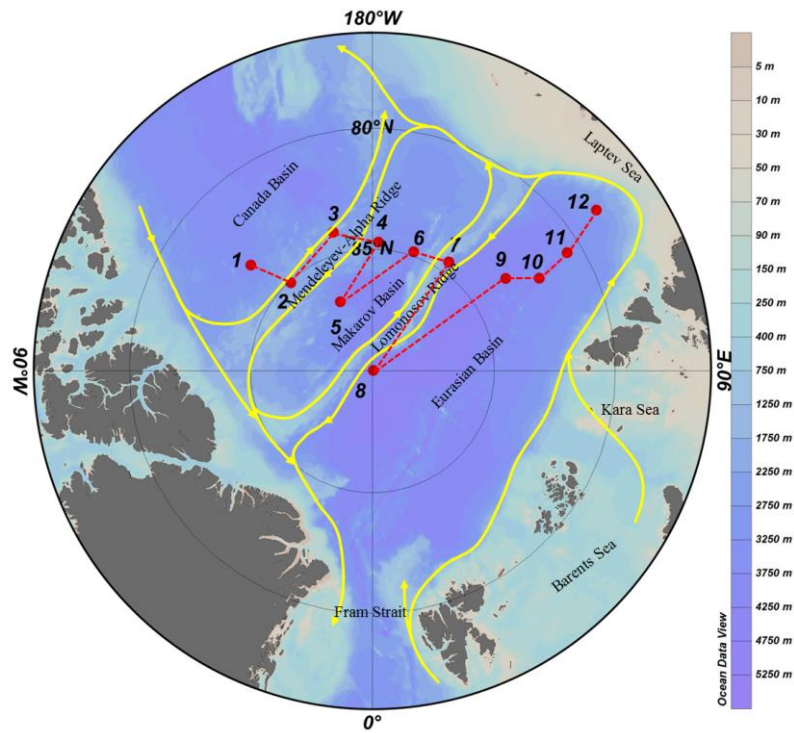 180°W
5 m
10 m
30 m
50 m
70 m
90 m
150 m
250 m
400 m
750 m
1250 m
1750 m
2250 m
2750 m
3250 m
3750 m
4250 m
4750 m
5250 m
Ocean Data View
80°N
Laptev Sea
Canada Basin
Mendeleyev-Alpha Ridge
85°N
1
2
3
4
5
6
7
8
9
10
11
12
Makarov Basin
Lomonosov Ridge
Eurasian Basin
90°W
90°E
Kara Sea
Barents Sea
Fram Strait
0°